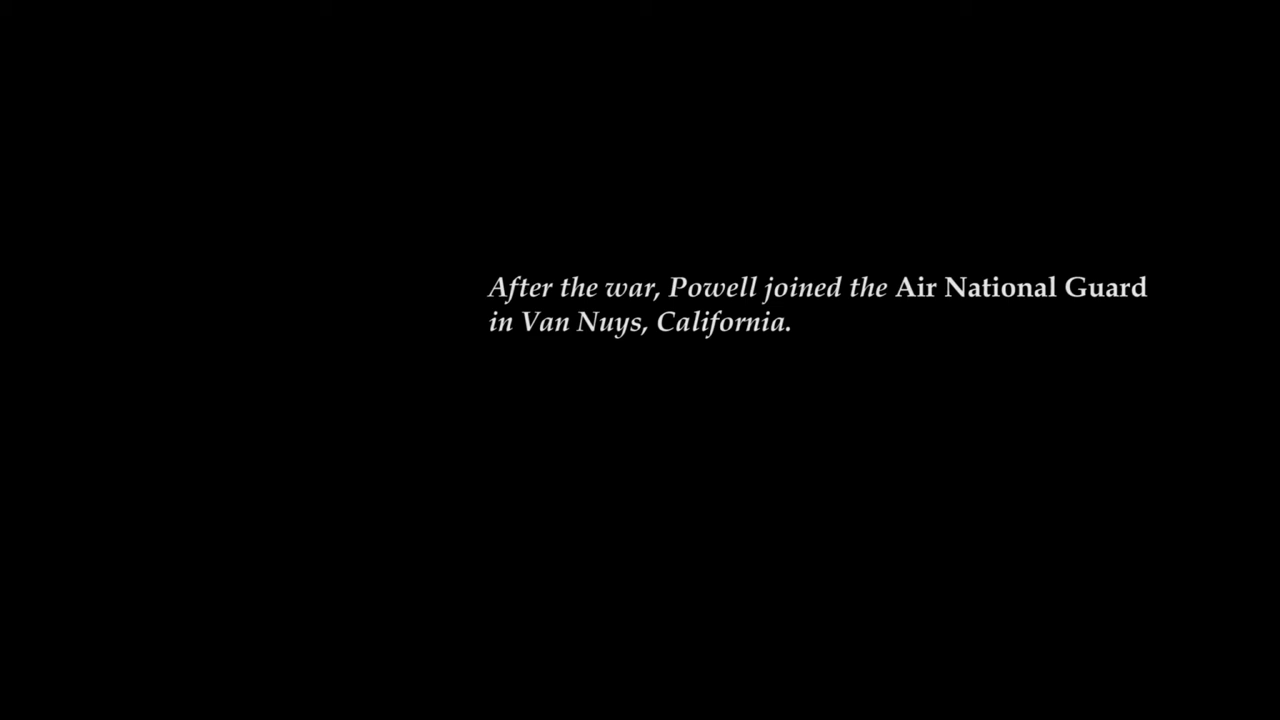 After the war, Powell joined the Air National Guard
in Van Nuys, California.